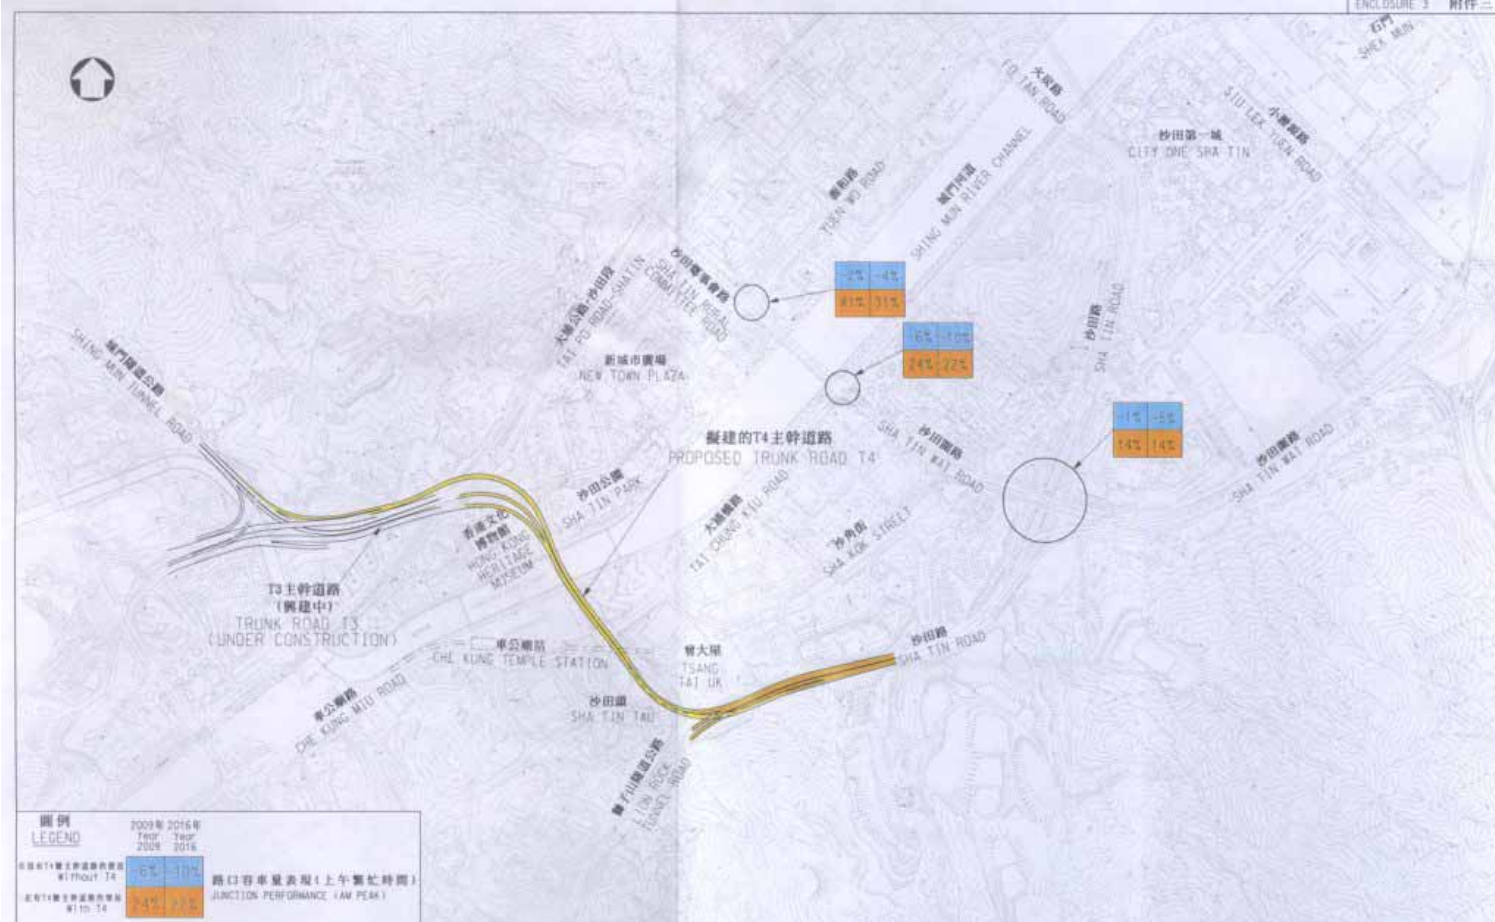 ENCLOSURE 3 附件三
石門
SHEK MUN
火炭路
FO TAN ROAD
小瀝源路
SIU LEK YUEN ROAD
沙田第一城
CITY ONE SHA TIN
源和路
YUEN WO ROAD
城門河道
SHING MUN RIVER CHANNEL
沙田鄉事會路
SHA TIN RURAL
COMMITTEE ROAD
大埔公路-沙田段
TAI PO ROAD-SHATIN
-2% -4%
31%
沙田路
SHA TIN ROAD
-6% -10%
24% 22%
城門隧道公路
SHING MUN TUNNEL ROAD
新城市廣場
NEW TOWN PLAZA
-1% -5%
14% 14%
沙田圍路
SHA TIN WAI ROAD
沙田圍路
SHA TIN WAI ROAD
擬建的T4主幹道路
PROPOSED TRUNK ROAD T4
沙田公園
SHA TIN PARK
大涌橋路
TAI CHUNG KIU ROAD
沙角街
SHA KOK STREET
香港文化
博物館
HONG KONG
HERITAGE
MUSEUM
T3主幹道路
(興建中)
TRUNK ROAD T3
(UNDER CONSTRUCTION)
車公廟站
CHE KUNG TEMPLE STATION
曾大屋
TSANG
TAI UK
沙田路
SHA TIN ROAD
車公廟路
CHE KUNG MIU ROAD
沙田頭
SHA TIN TAU
獅子山隧道公路
LION ROCK
TUNNEL ROAD
圖例
LEGEND
2009年 2016年
Year Year
2009 2016
Without T4
-6% -10%
With T4
24% 22%
路口容車量表現(上午繁忙時間)
JUNCTION PERFORMANCE (AM PEAK)